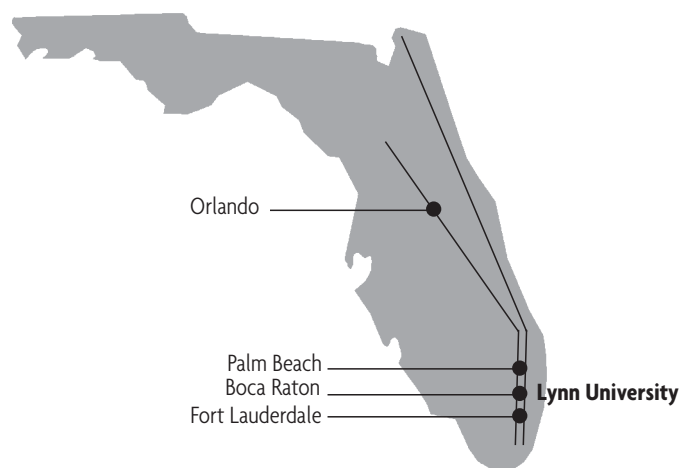 Orlando
Palm Beach
Boca Raton
Lynn University
Fort Lauderdale